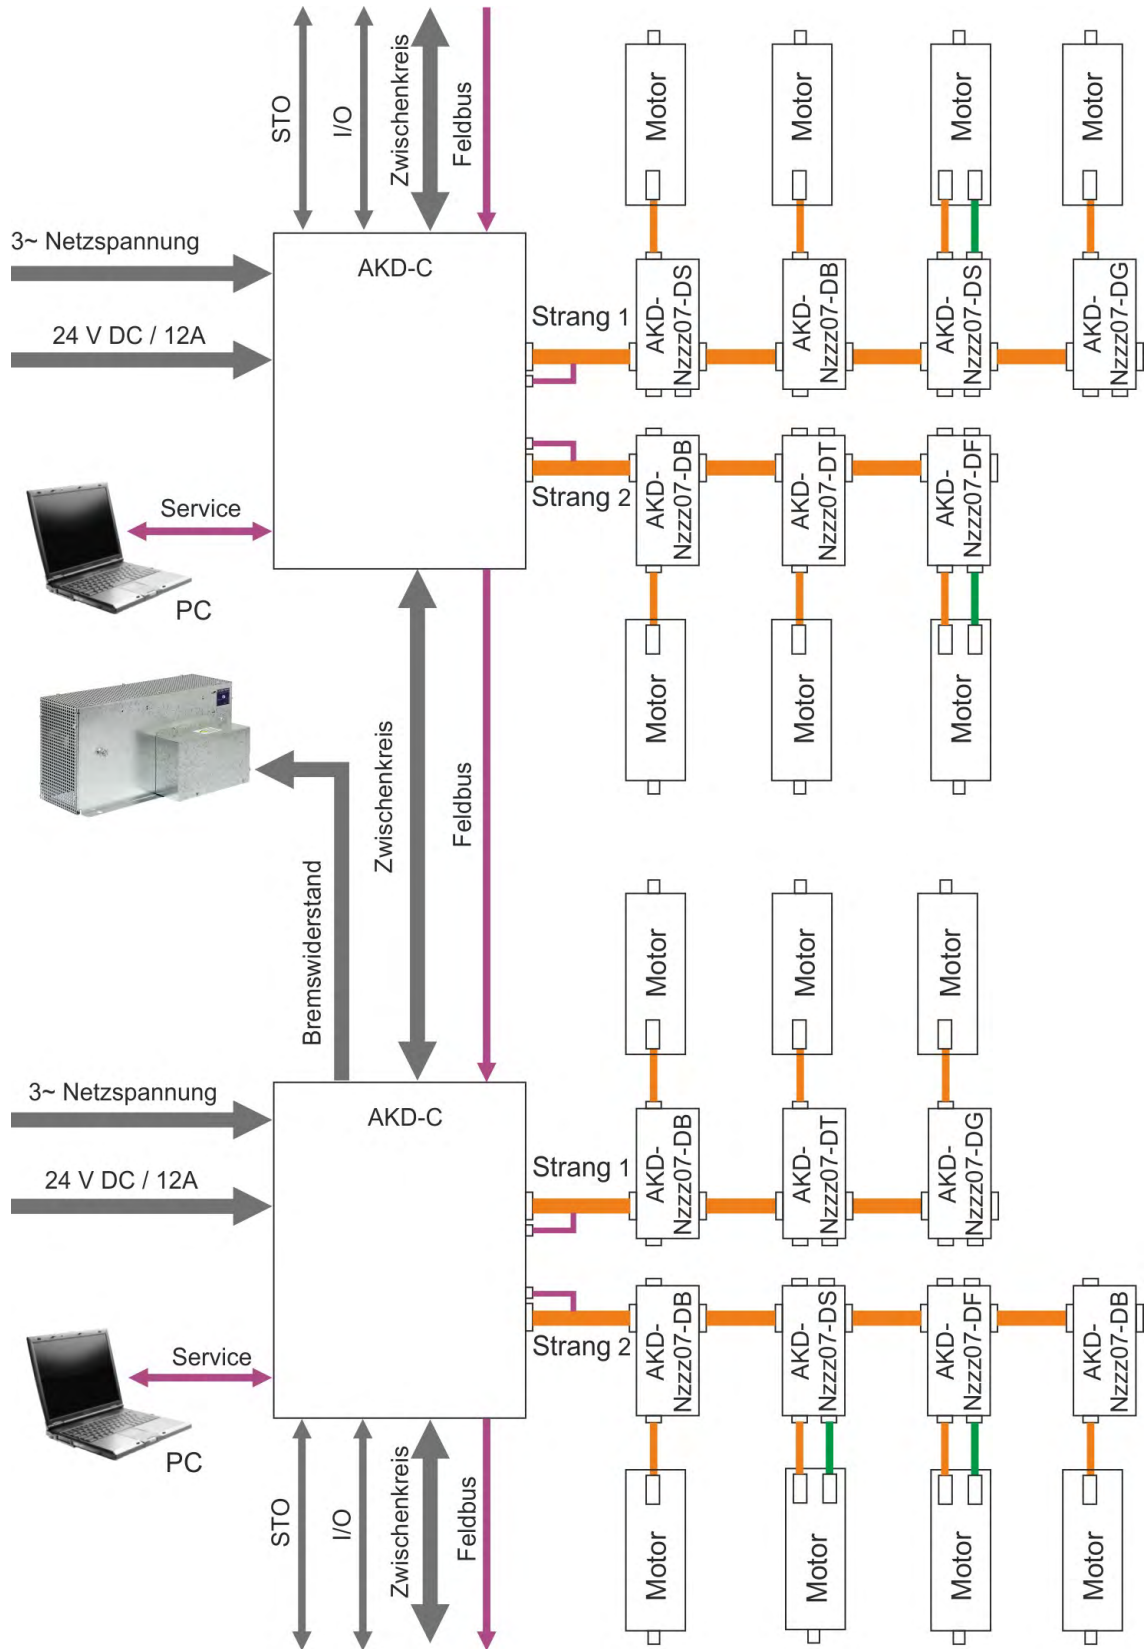 STO
I/O
Zwischenkreis
Feldbus
Motor
Motor
Motor
Motor
3~ Netzspannung
AKD-C
24 V DC / 12A
Strang 1
AKD-
Nzzz07-DS
AKD-
Nzzz07-DB
AKD-
Nzzz07-DS
AKD-
Nzzz07-DG
Strang 2
AKD-
Nzzz07-DB
AKD-
Nzzz07-DT
AKD-
Nzzz07-DF
Service
PC
Motor
Motor
Motor
Bremswiderstand
Zwischenkreis
Feldbus
Motor
Motor
Motor
3~ Netzspannung
AKD-C
24 V DC / 12A
Strang 1
AKD-
Nzzz07-DB
AKD-
Nzzz07-DT
AKD-
Nzzz07-DG
Strang 2
AKD-
Nzzz07-DB
AKD-
Nzzz07-DS
AKD-
Nzzz07-DF
AKD-
Nzzz07-DB
Service
PC
STO
I/O
Zwischenkreis
Feldbus
Motor
Motor
Motor
Motor